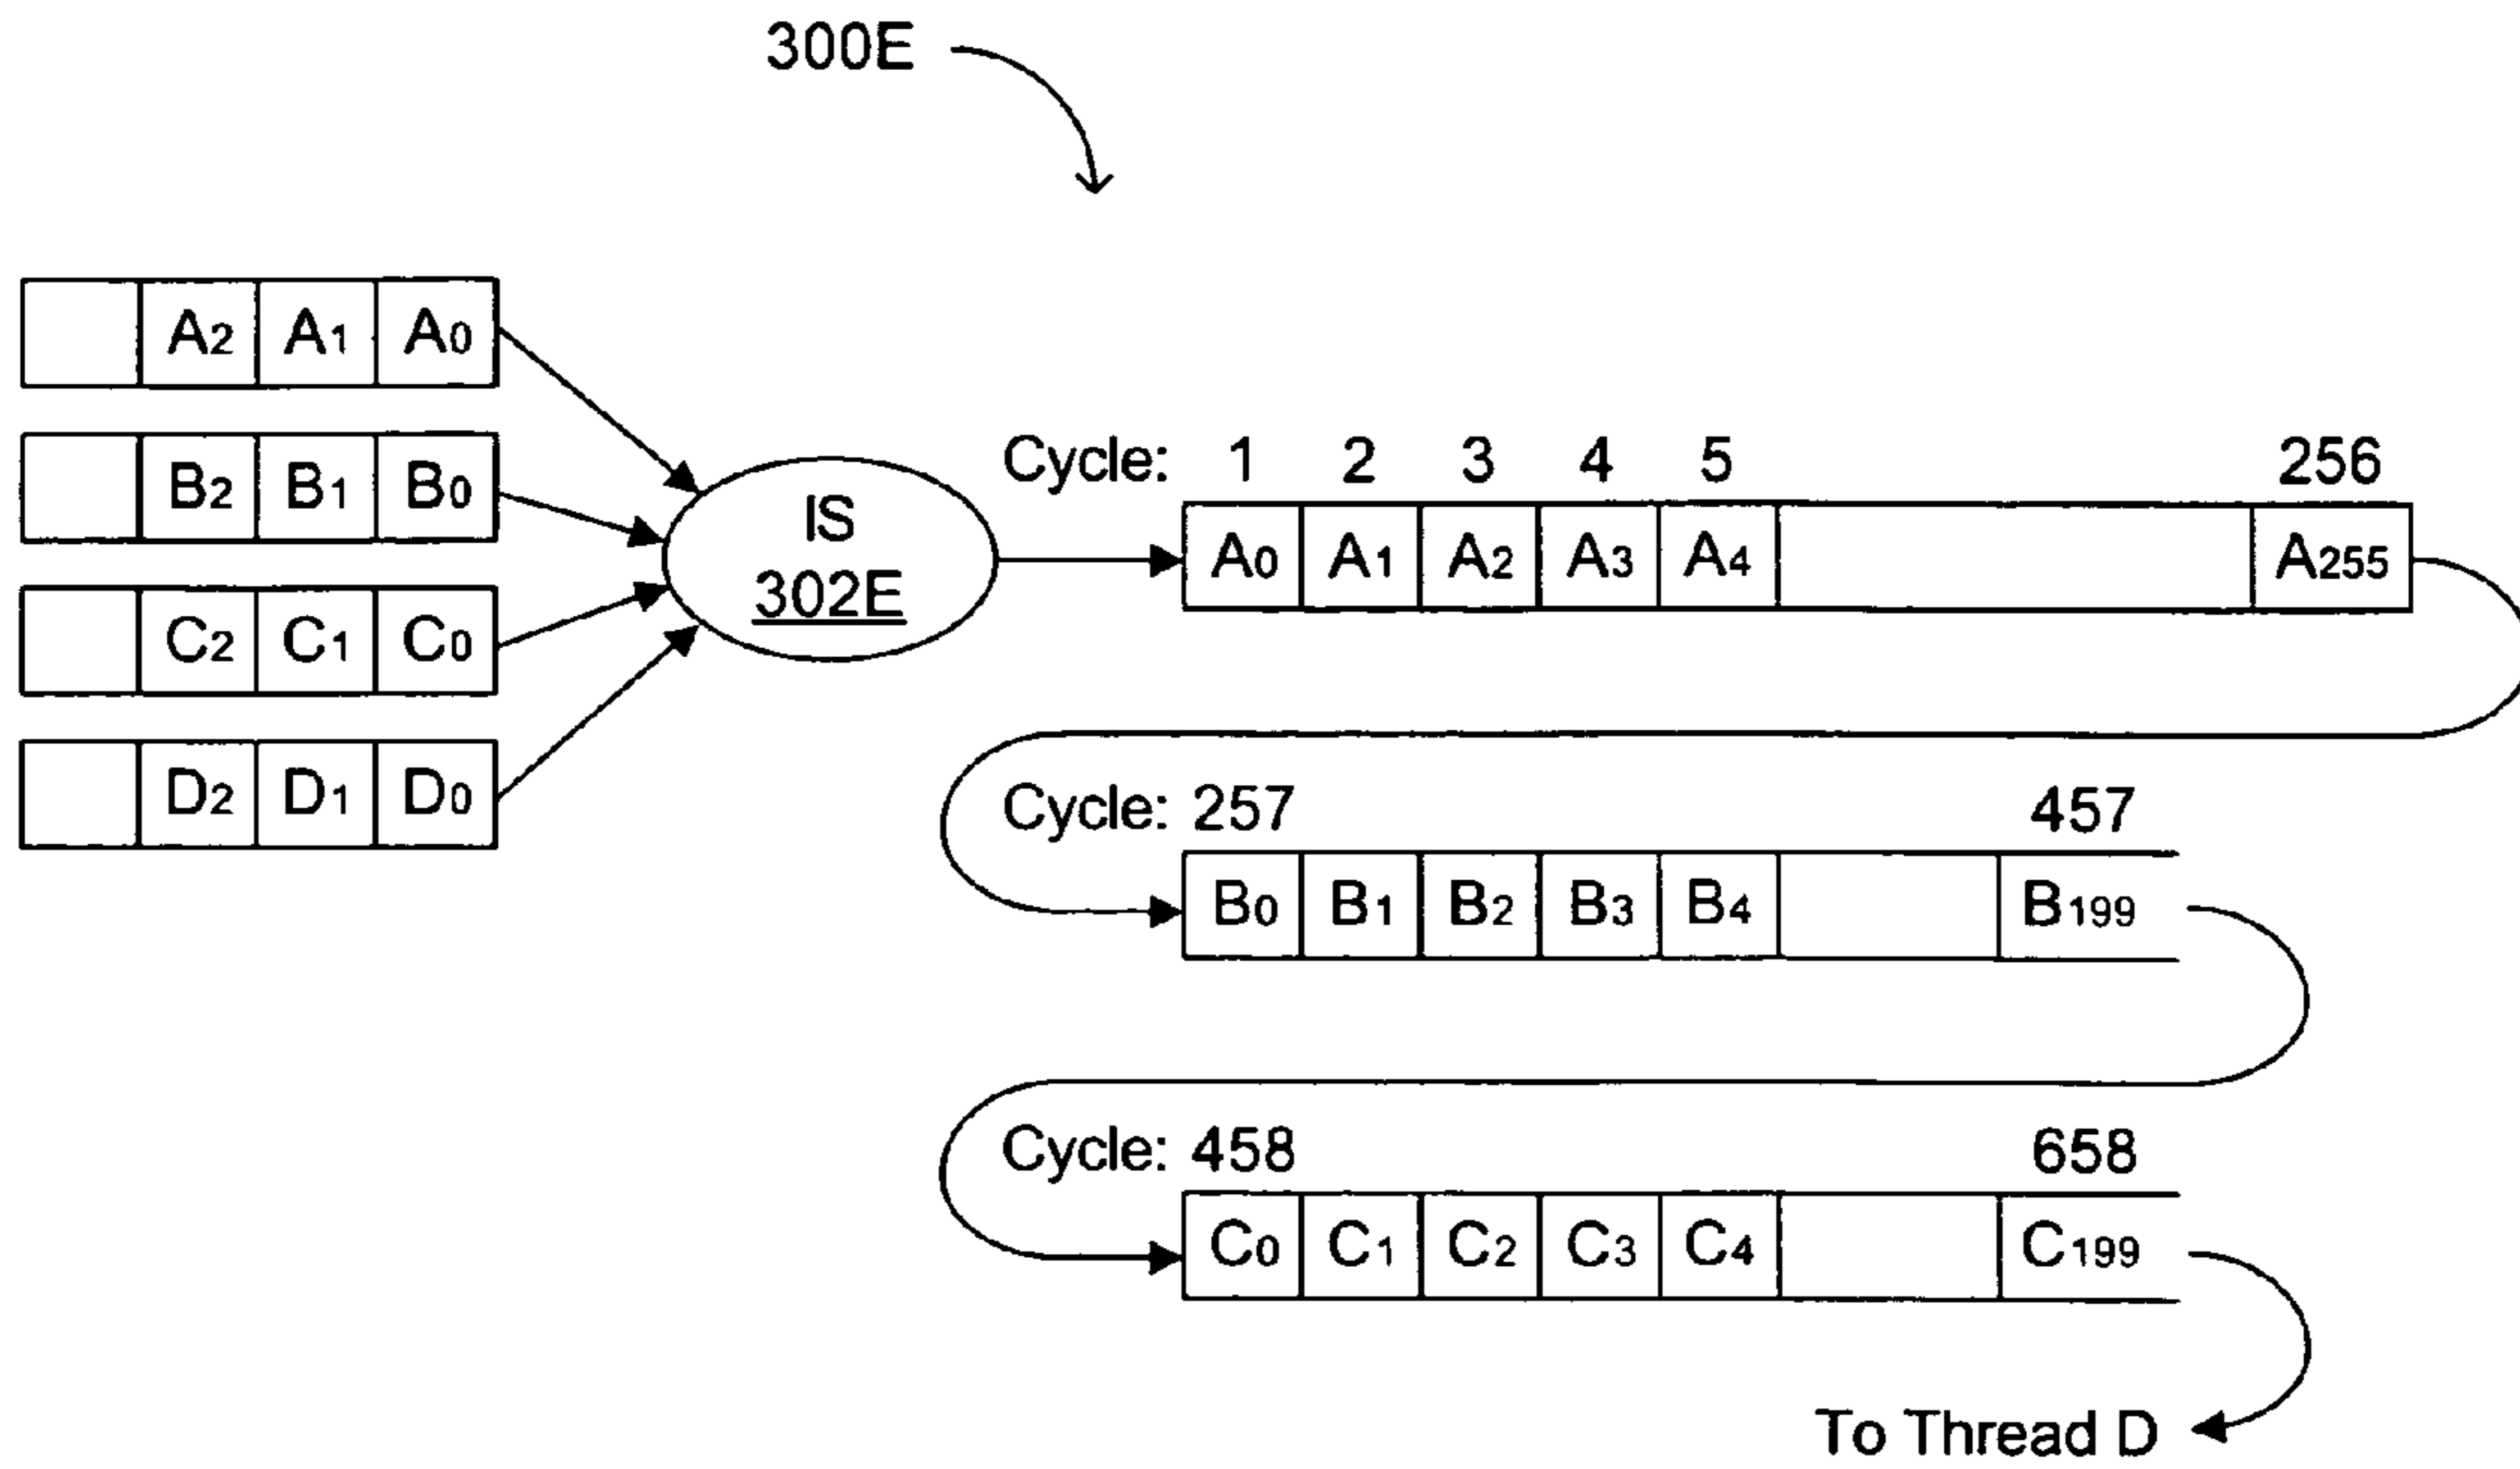 300E
A2 A1 A0
B2 B1 B0
C2 C1 C0
D2 D1 D0
IS
302E
Cycle: 1 2 3 4 5 256
A0 A1 A2 A3 A4 A255
Cycle: 257 457
B0 B1 B2 B3 B4 B199
Cycle: 458 658
C0 C1 C2 C3 C4 C199
To Thread D